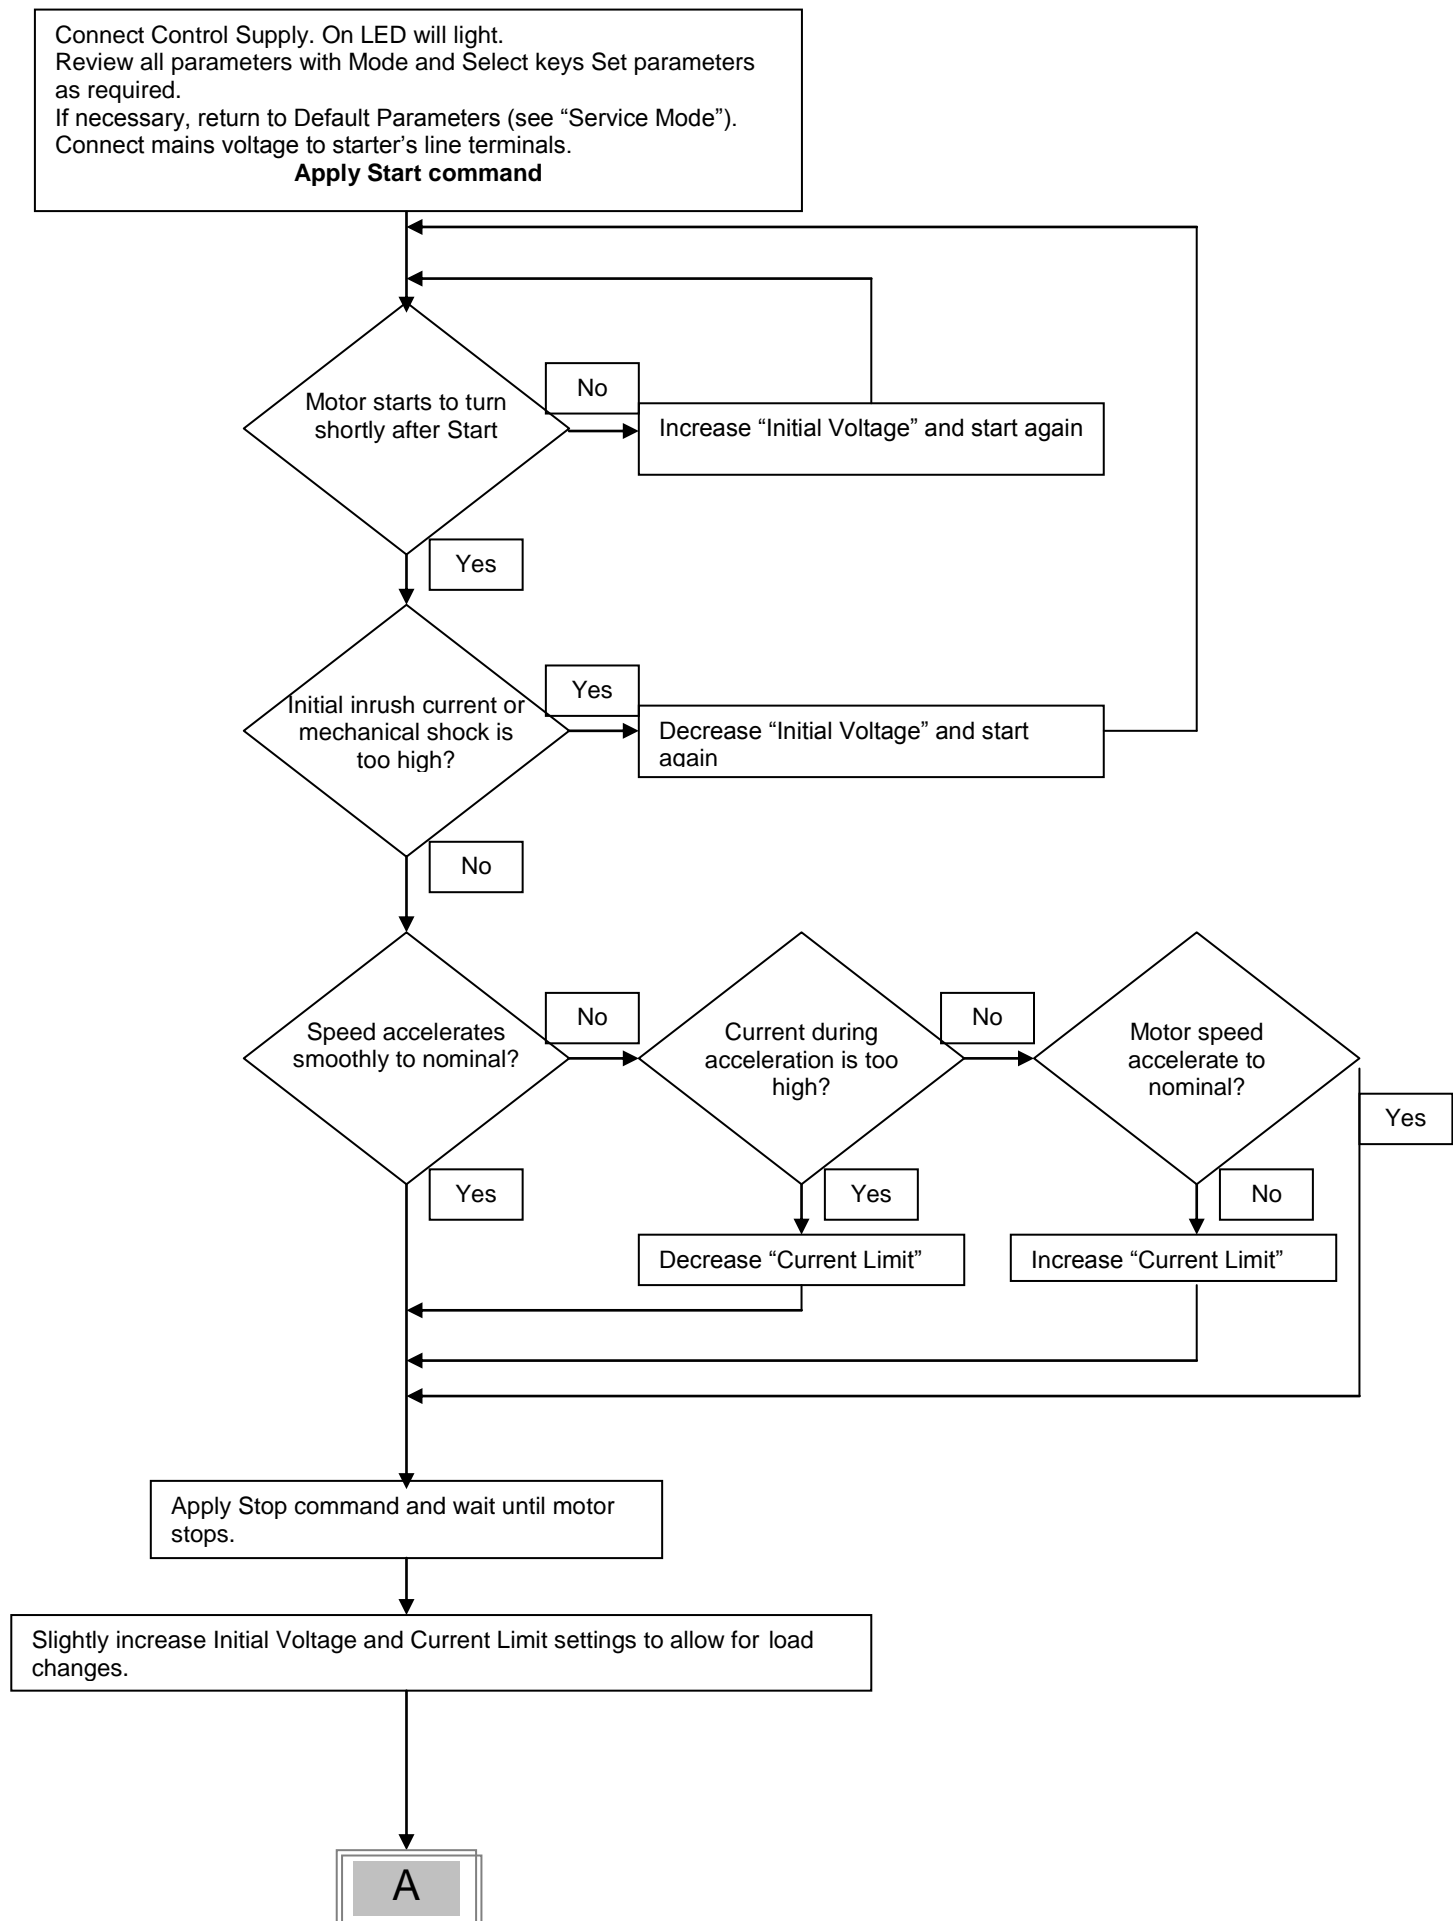 Connect Control Supply. On LED will light.
Review all parameters with Mode and Select keys Set parameters
as required.
If necessary, return to Default Parameters (see “Service Mode”).
Connect mains voltage to starter’s line terminals.
Apply Start command
No
Motor starts to turn
shortly after Start
Increase “Initial Voltage” and start again
Yes
Yes
Initial inrush current or
mechanical shock is
too high?
Decrease “Initial Voltage” and start
again
No
No
No
Speed accelerates
smoothly to nominal?
Current during
acceleration is too
high?
Motor speed
accelerate to
nominal?
Yes
Yes
Yes
No
Decrease “Current Limit”
Increase “Current Limit”
Apply Stop command and wait until motor
stops.
Slightly increase Initial Voltage and Current Limit settings to allow for load
changes.
A